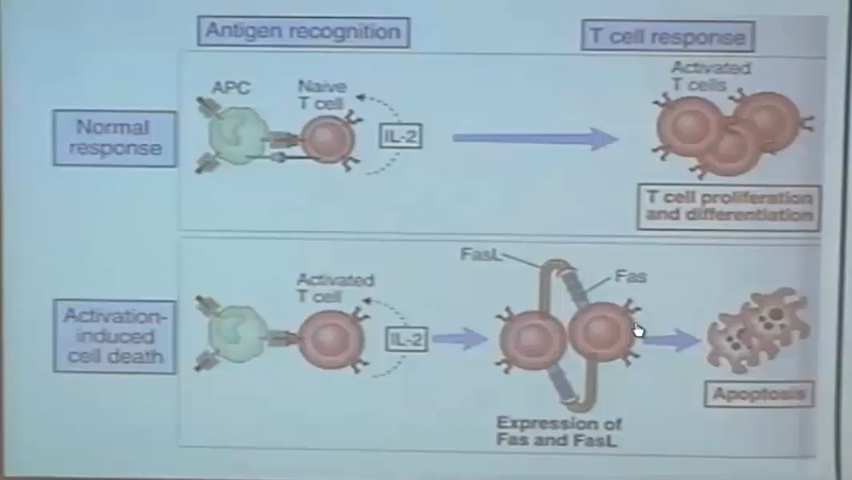 Antigen recognition
T cell response
Normal
response
APC
Naive
T cell
IL-2
Activated
T cells
T cell proliferation
and differentiation
Activation-
induced
cell death
Activated
T cell
IL-2
FasL
Fas
Expression of
Fas and FasL
Apoptosis